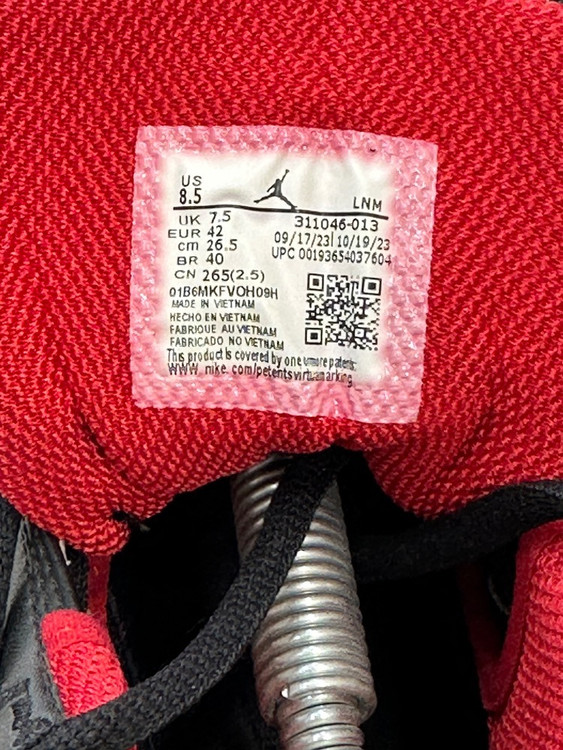 US
8.5
LNM
UK 7.5
EUR 42
cm 26.5
BR 40
CN 265(2.5)
311046-013
09/17/23| 10/19/23
UPC 00193654037604
01B6MKFVOH09H
MADE IN VIETNAM
HECHO EN VIETNAM
FABRIQUE AU VIETNAM
FABRICADO NO VIETNAM
This product is covered by one
www. nike. com/petentsvirtuamarking